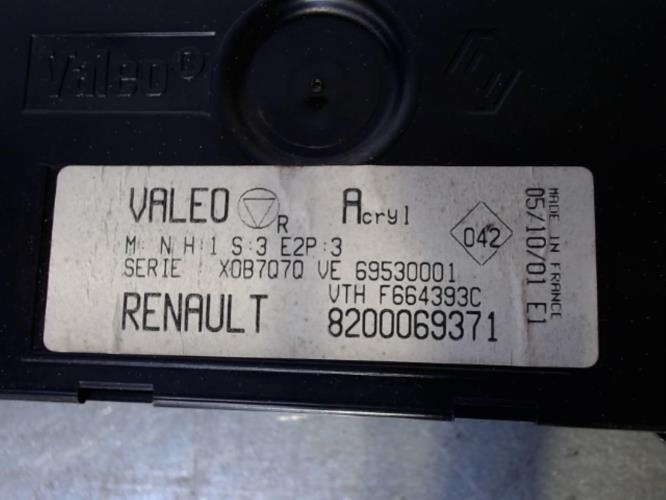 Valeo®
VALEO R Acryl
042
M: N H:1 S:3 E2P:3
SERIE : X0B7Q7Q VE 69530001
VTH F664393C
RENAULT 8200069371
MADE IN FRANCE
05/10/01 E1